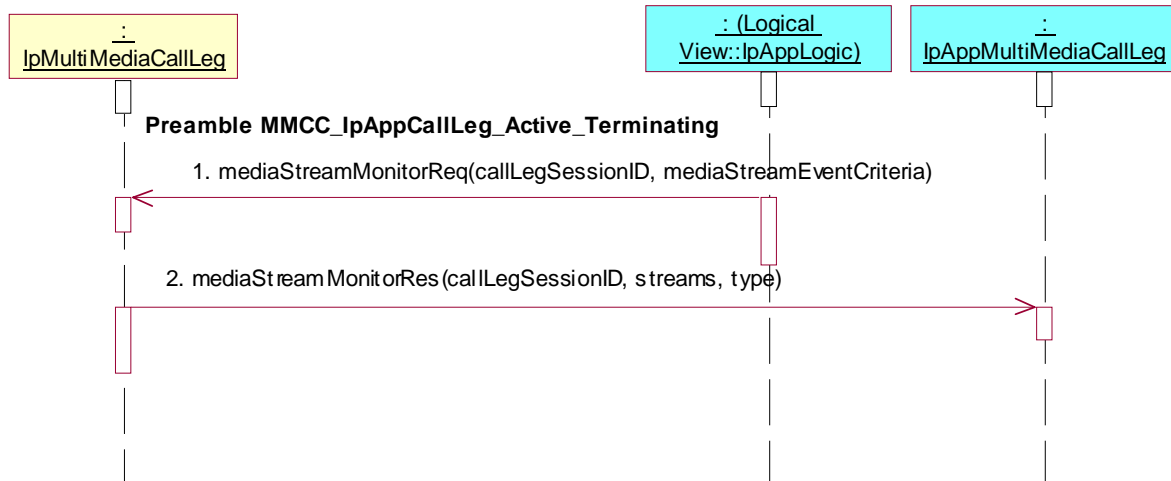 :
IpMultiMediaCallLeg
: (Logical
View::IpAppLogic)
:
IpAppMultiMediaCallLeg
Preamble MMCC_IpAppCallLeg_Active_Terminating
1. mediaStreamMonitorReq(callLegSessionID, mediaStreamEventCriteria)
2. mediaStreamMonitorRes(callLegSessionID, streams, type)